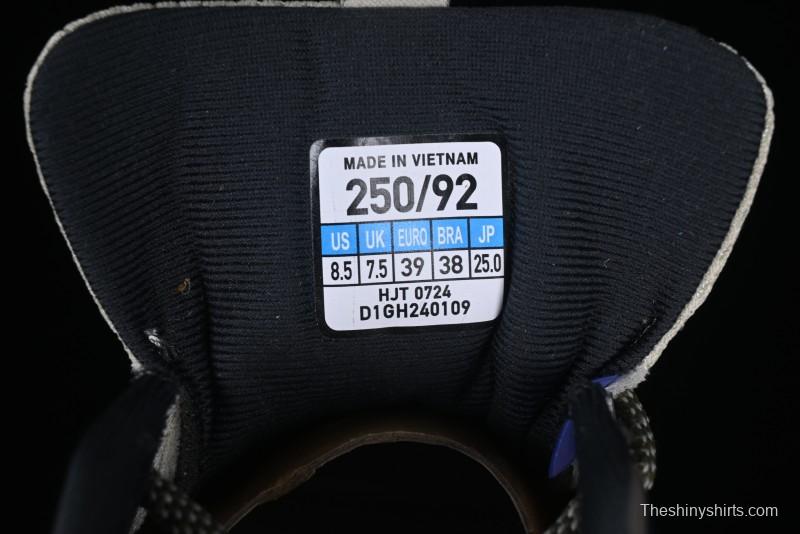 MADE IN VIETNAM
250/92
US UK EURO BRA JP
8.5 7.5 39 38 25.0
HJT 0724
D1GH240109
Theshinyshirts.com